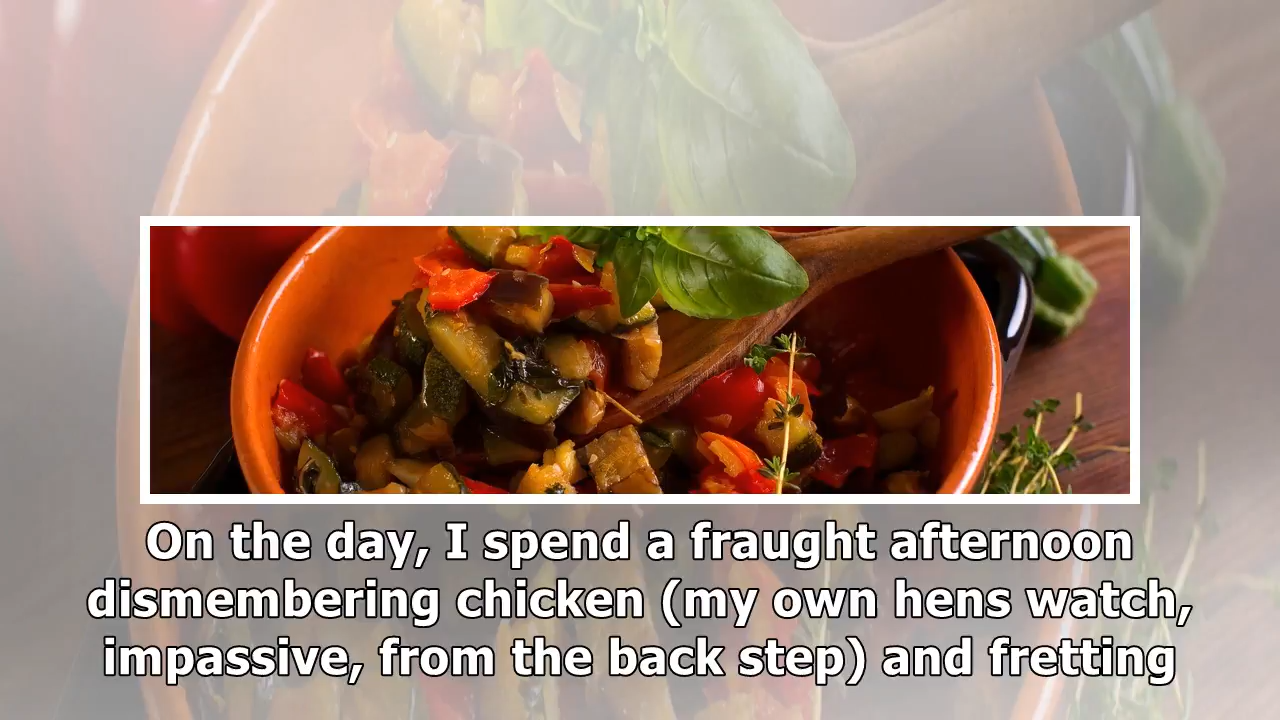 On the day, I spend a fraught afternoon
dismembering chicken (my own hens watch,
impassive, from the back step) and fretting